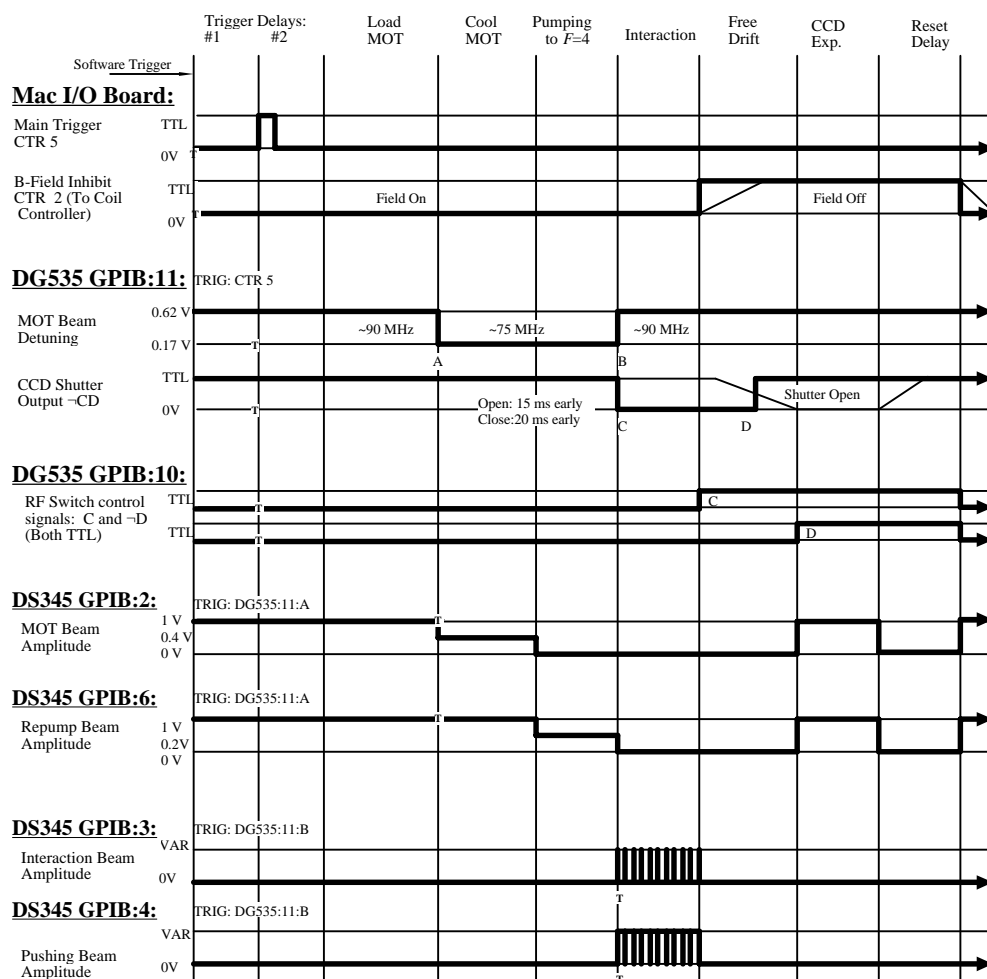 Trigger Delays:
#1 #2
Load
MOT
Cool
MOT
Pumping
to F=4
Interaction
Free
Drift
CCD
Exp.
Reset
Delay
Software Trigger
Mac I/O Board:
Main Trigger
CTR 5
TTL
0V
T
B-Field Inhibit
CTR 2 (To Coil
Controller)
TTL
0V
T
Field On
Field Off
DG535 GPIB:11:
TRIG: CTR 5
MOT Beam
Detuning
0.62 V
0.17 V
T
~90 MHz
~75 MHz
~90 MHz
A
B
CCD Shutter
Output ¬CD
TTL
0V
T
Open: 15 ms early
Close:20 ms early
Shutter Open
C
D
DG535 GPIB:10:
RF Switch control
signals: C and ¬D
(Both TTL)
TTL
T
C
TTL
T
D
DS345 GPIB:2:
TRIG: DG535:11:A
MOT Beam
Amplitude
1 V
0.4 V
0 V
T
DS345 GPIB:6:
TRIG: DG535:11:A
Repump Beam
Amplitude
1 V
0.2V
0 V
T
DS345 GPIB:3:
TRIG: DG535:11:B
Interaction Beam
Amplitude
VAR
0V
T
DS345 GPIB:4:
TRIG: DG535:11:B
Pushing Beam
Amplitude
VAR
0V
T